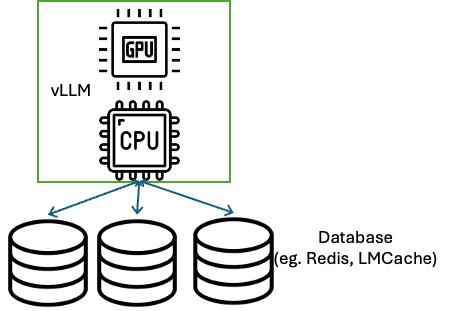 GPU
vLLM
CPU
Database
(eg. Redis, LMCache)